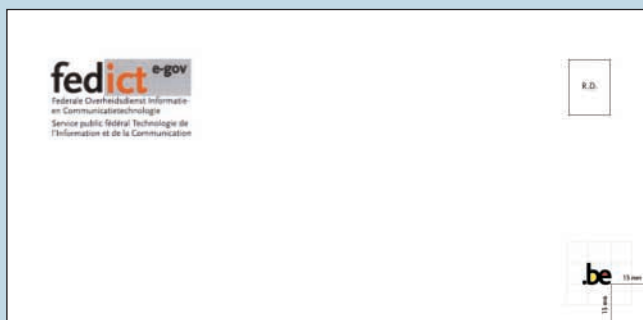 fedict e-gov
Federale Overheidsdienst Informatie-
en Communicatietechnologie
Service public fédéral Technologie de
l'Information et de la Communication
R.D.
.be
15 mm
15 mm